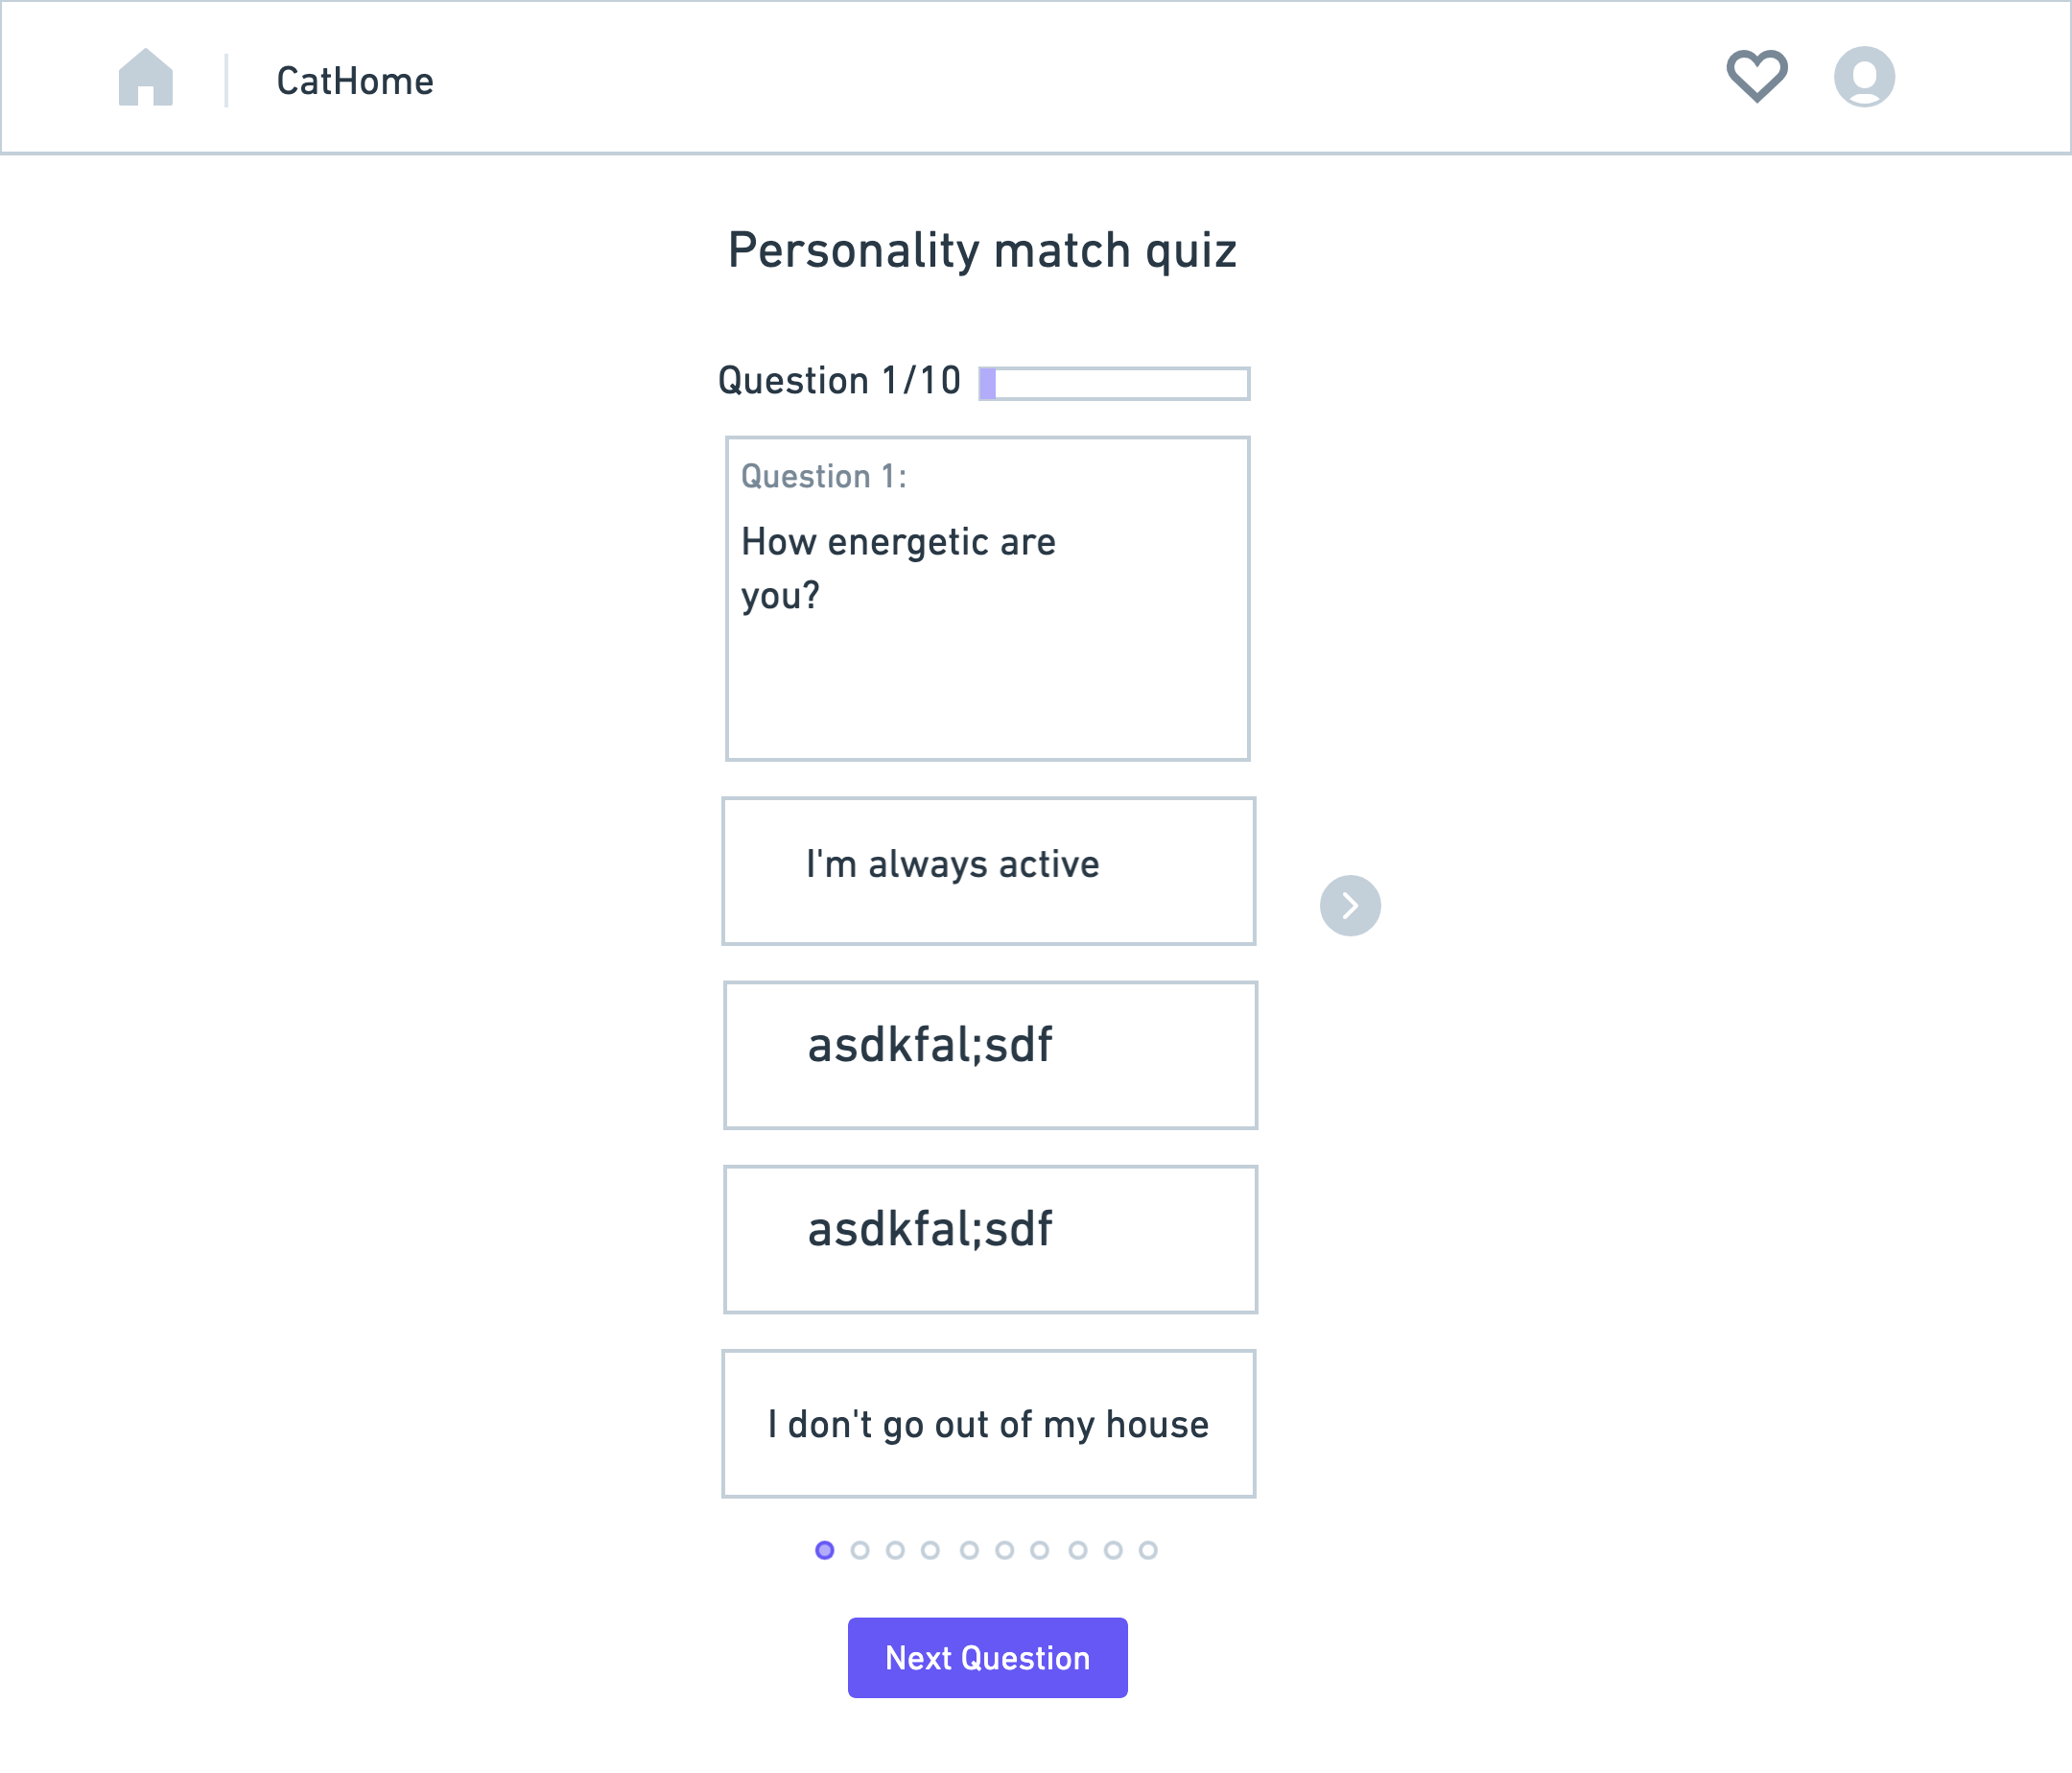 CatHome
Personality match quiz
Question 1/10
Question 1:
How energetic are
you?
I'm always active
asdkfal;sdf
asdkfal;sdf
I don't go out of my house
Next Question